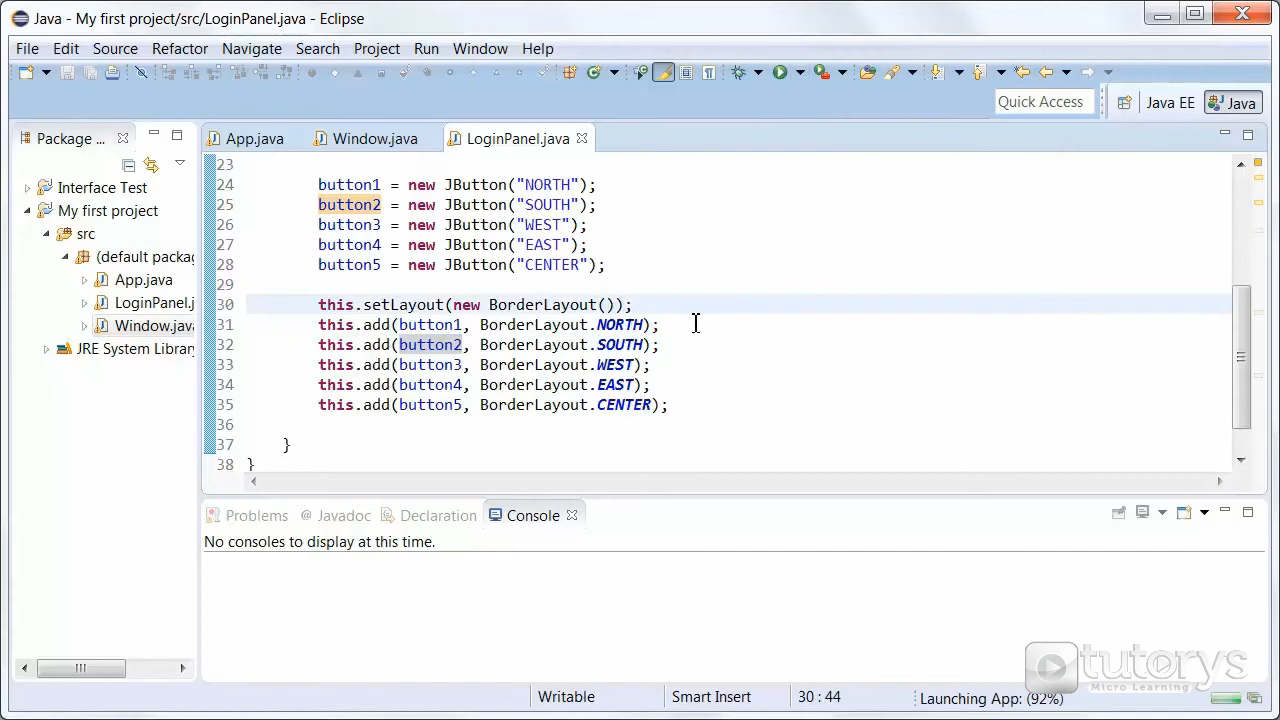 Java - My first project/src/LoginPanel.java - Eclipse
File Edit Source Refactor Navigate Search Project Run Window Help
Quick Access Java EE Java
Package ... App.java Window.java LoginPanel.java
Interface Test
My first project
src
(default packag
App.java
LoginPanel.j
Window.java
JRE System Library
23
24 button1 = new JButton("NORTH");
25 button2 = new JButton("SOUTH");
26 button3 = new JButton("WEST");
27 button4 = new JButton("EAST");
28 button5 = new JButton("CENTER");
29
30 this.setLayout(new BorderLayout());
31 this.add(button1, BorderLayout.NORTH);
32 this.add(button2, BorderLayout.SOUTH);
33 this.add(button3, BorderLayout.WEST);
34 this.add(button4, BorderLayout.EAST);
35 this.add(button5, BorderLayout.CENTER);
36
37 }
38 }
Problems @ Javadoc Declaration Console
No consoles to display at this time.
tutorys
Micro Learning
Writable Smart Insert 30 : 44 Launching App: (92%)